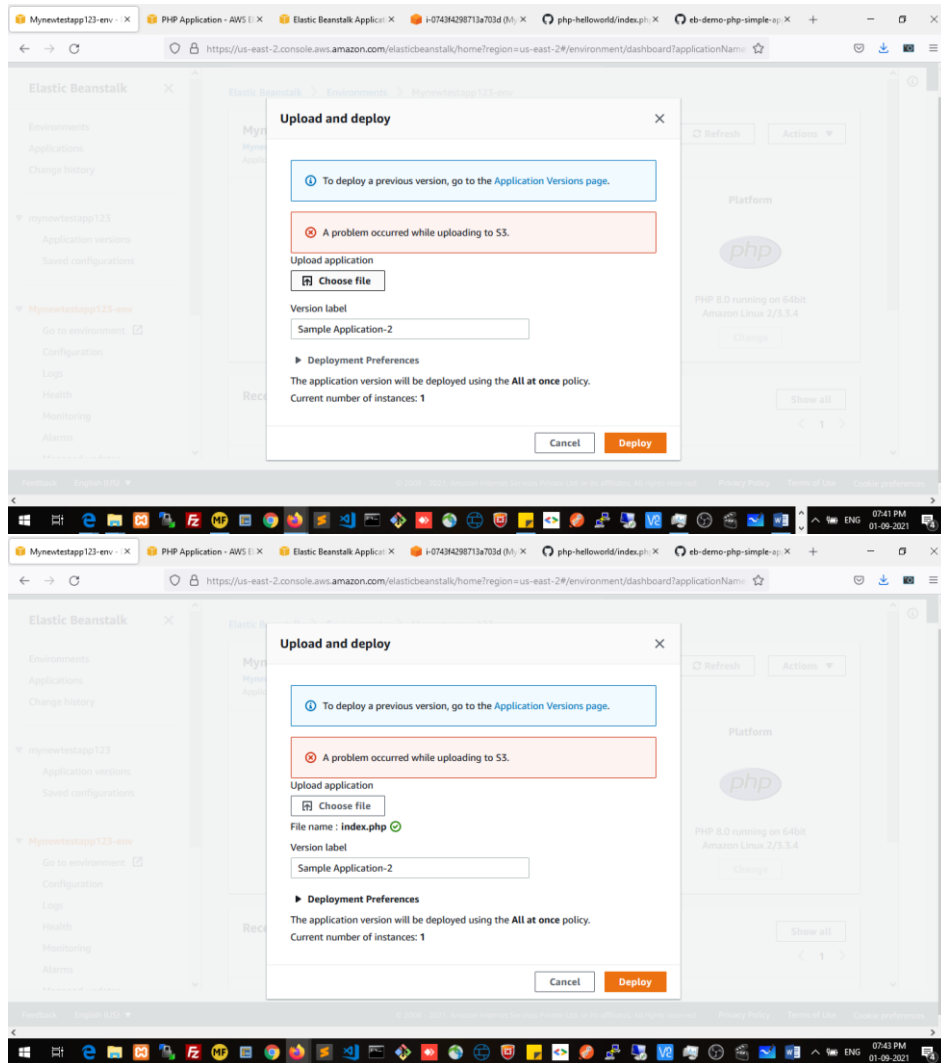 Mynewtestapp123-env -
PHP Application - AWS El
Elastic Beanstalk Applicat
i-0743f4298713a703d (My
php-helloworld/index.ph
eb-demo-php-simple-ap
https://us-east-2.console.aws.amazon.com/elasticbeanstalk/home?region=us-east-2#/environment/dashboard?applicationName
Elastic Beanstalk
Elastic Beanstalk > Environments > Mynewtestapp123-env
Environments
Applications
Change history
mynewtestapp123
Application versions
Saved configurations
Mynewtestapp123-env
Go to environment
Configuration
Logs
Health
Monitoring
Alarms
Upload and deploy
To deploy a previous version, go to the Application Versions page.
A problem occurred while uploading to S3.
Upload application
Choose file
Version label
Sample Application-2
Deployment Preferences
The application version will be deployed using the All at once policy.
Current number of instances: 1
Cancel Deploy
Refresh Actions
Platform
php
PHP 8.0 running on 64bit
Amazon Linux 2/3.3.4
Change
Rece
Show all
1
Feedback English (US)
Privacy Policy Terms of Use Cookie preferences
ENG
07:41 PM
01-09-2021
Mynewtestapp123-env -
PHP Application - AWS El
Elastic Beanstalk Applicat
i-0743f4298713a703d (My
php-helloworld/index.ph
eb-demo-php-simple-ap
https://us-east-2.console.aws.amazon.com/elasticbeanstalk/home?region=us-east-2#/environment/dashboard?applicationName
Elastic Beanstalk
Environments
Applications
Change history
mynewtestapp123
Application versions
Saved configurations
Mynewtestapp123-env
Go to environment
Configuration
Logs
Health
Monitoring
Alarms
Upload and deploy
To deploy a previous version, go to the Application Versions page.
A problem occurred while uploading to S3.
Upload application
Choose file
File name : index.php
Version label
Sample Application-2
Deployment Preferences
The application version will be deployed using the All at once policy.
Current number of instances: 1
Cancel Deploy
Refresh Actions
Platform
php
PHP 8.0 running on 64bit
Amazon Linux 2/3.3.4
Change
Rece
Show all
1
Feedback English (US)
Privacy Policy Terms of Use Cookie preferences
ENG
07:43 PM
01-09-2021